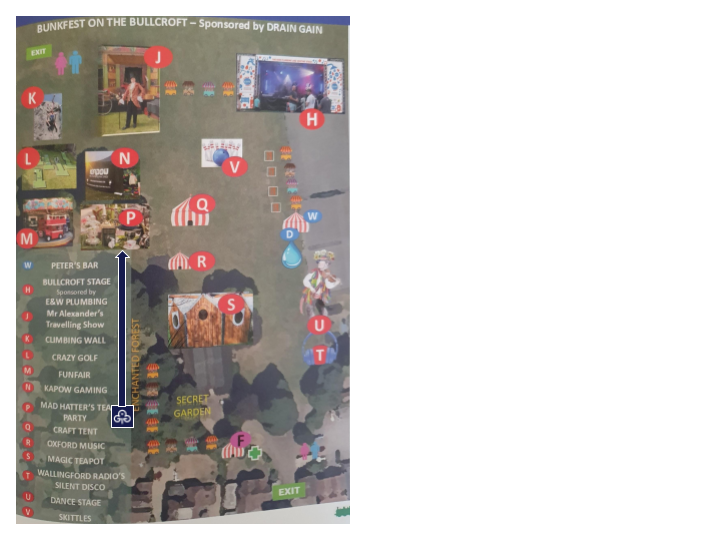 BUNKFEST ON THE BULLCROFT – Sponsored by DRAIN GAIN
EXIT
J
K
H
L
N
V
M
P
Q
W
D
R
S
U
T
W PETER'S BAR
H BULLCROFT STAGE
Sponsored by
E&W PLUMBING
J Mr Alexander's
Travelling Show
K CLIMBING WALL
L CRAZY GOLF
M FUNFAIR
N KAPOW GAMING
P MAD HATTER'S TEA
PARTY
Q CRAFT TENT
R OXFORD MUSIC
S MAGIC TEAPOT
T WALLINGFORD RADIO'S
SILENT DISCO
U DANCE STAGE
V SKITTLES
ENCHANTED FOREST
SECRET
GARDEN
F
EXIT